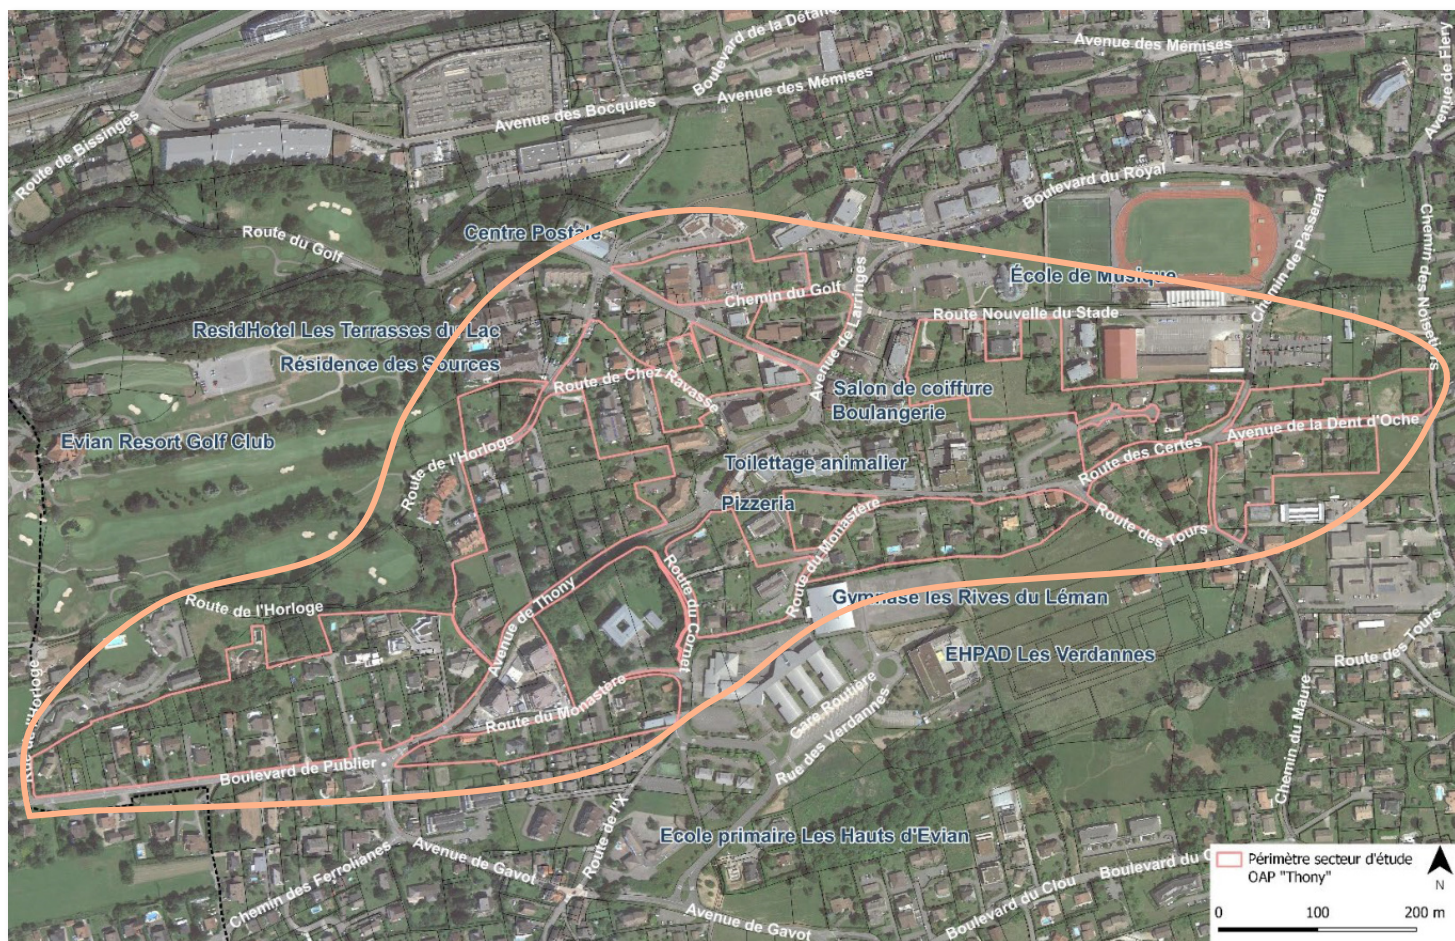 Boulevard de la Détan
Avenue des Mémises
Avenue des Mémises
Avenue de Flery
Avenue des Bocquies
Route de Bissinges
Boulevard du Royal
Centre Postale
Route du Golf
Chemin de Passerat
Chemin des Noisetiers
École de Musique
Chemin du Golf
Avenue de Larringes
Route Nouvelle du Stade
ResidHotel Les Terrasses du Lac
Résidence des Sources
Route de Chez Ravasse
Salon de coiffure
Boulangerie
Evian Resort Golf Club
Route de l'Horloge
Avenue de la Dent d'Oche
Route des Certes
Toilettage animalier
Pizzeria
Route du Monastère
Route des Tours
Route de l'Horloge
Avenue de Thony
Route du Cornet
Gymnase les Rives du Léman
EHPAD Les Verdannes
Route des Tours
Route du Monastère
Gare Routière
Rue des Verdannes
Chemin du Maure
Boulevard de Publier
Route de l'X
Ecole primaire Les Hauts d'Evian
Chemin des Ferrolianes
Avenue de Gavot
Avenue de Gavot
Boulevard du Clou
Boulevard du C
Périmètre secteur d'étude
OAP "Thony"
N
0 100 200 m